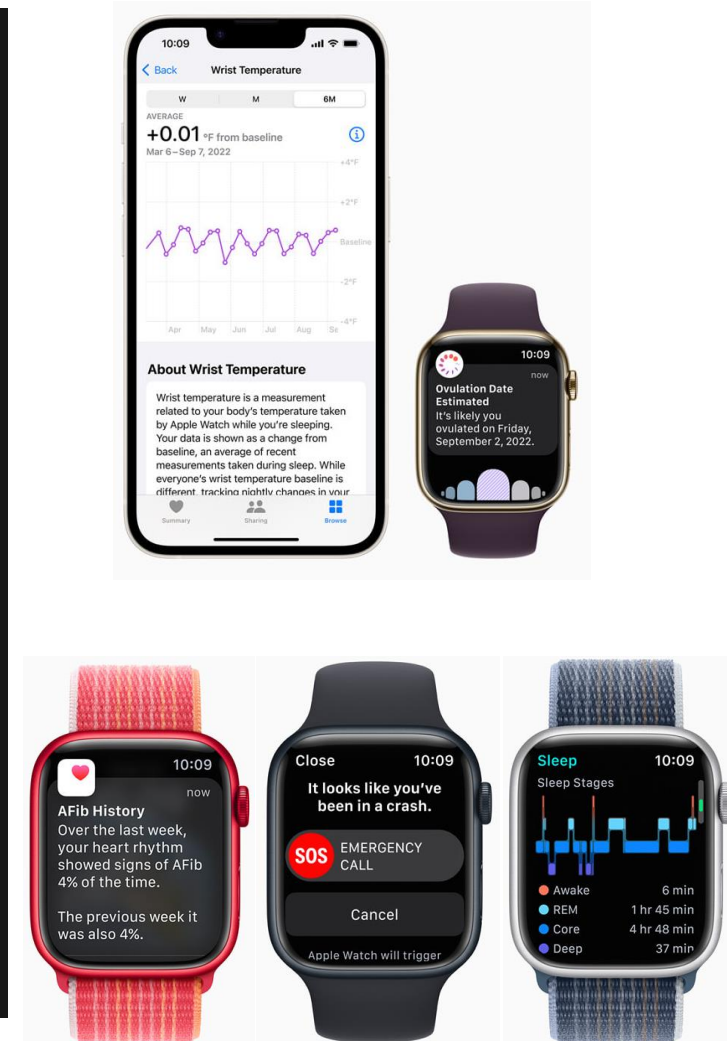 10:09
Back
Wrist Temperature
W M 6M
AVERAGE
+0.01 °F from baseline
Mar 6–Sep 7, 2022
+4°F
+2°F
Baseline
-2°F
-4°F
Apr May Jun Jul Aug Se
About Wrist Temperature
Wrist temperature is a measurement
related to your body's temperature taken
by Apple Watch while you're sleeping.
Your data is shown as a change from
baseline, an average of recent
measurements taken during sleep. While
everyone's wrist temperature baseline is
different, tracking nightly changes in your
Summary Sharing Browse
10:09
now
Ovulation Date
Estimated
It's likely you
ovulated on Friday,
September 2, 2022.
10:09
now
AFib History
Over the last week,
your heart rhythm
showed signs of AFib
4% of the time.
The previous week it
was also 4%.
Close 10:09
It looks like you've
been in a crash.
SOS EMERGENCY
CALL
Cancel
Apple Watch will trigger
Sleep 10:09
Sleep Stages
Awake 6 min
REM 1 hr 45 min
Core 4 hr 48 min
Deep 37 min